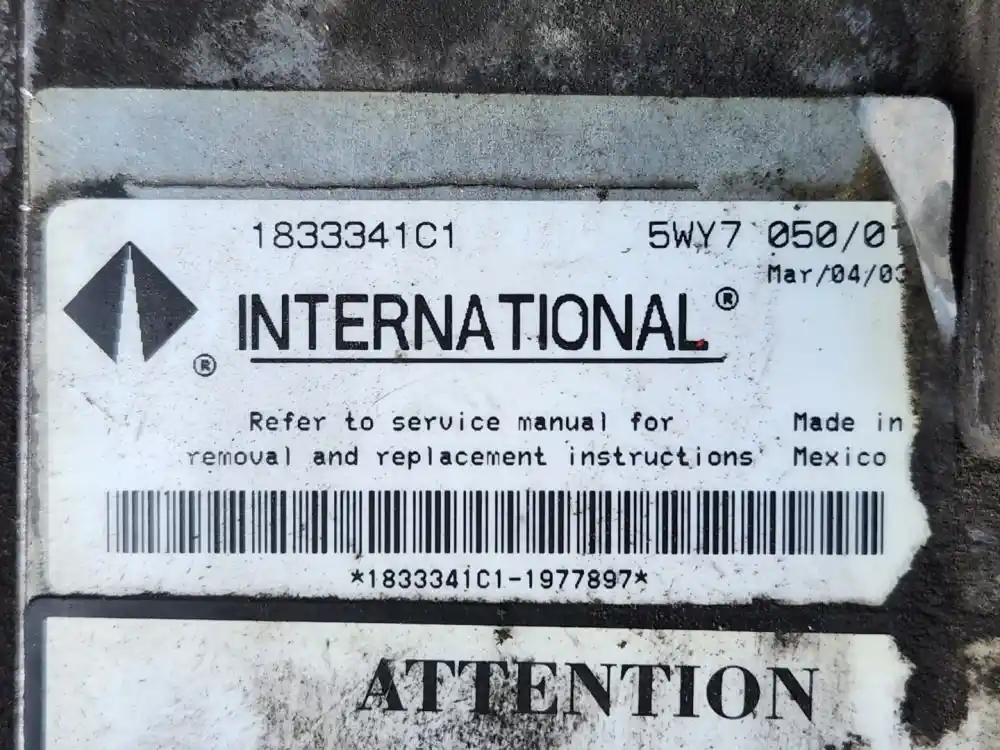 1833341C1 5WY7 050/0
Mar/04/03
INTERNATIONAL®
®
Refer to service manual for Made in
removal and replacement instructions Mexico
*1833341C1-1977897*
ATTENTION